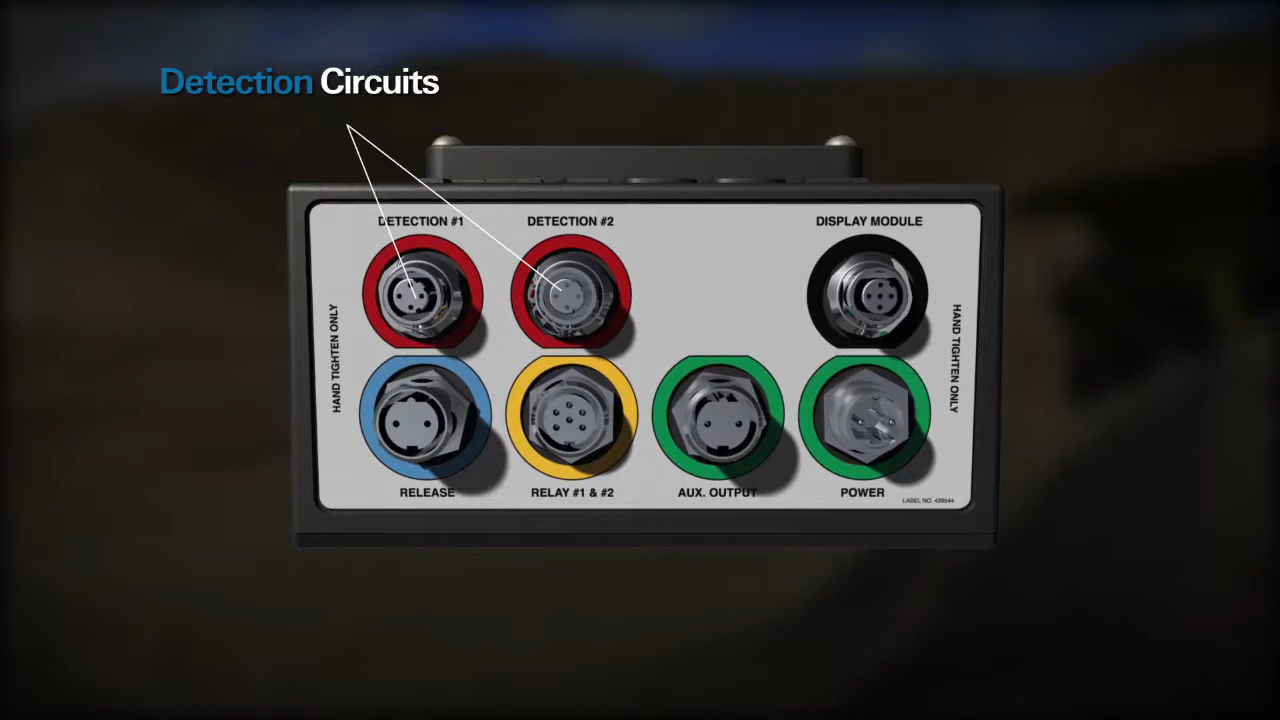 Detection Circuits
DETECTION #1
DETECTION #2
DISPLAY MODULE
HAND TIGHTEN ONLY
HAND TIGHTEN ONLY
RELEASE
RELAY #1 & #2
AUX. OUTPUT
POWER
LABEL NO. 439544